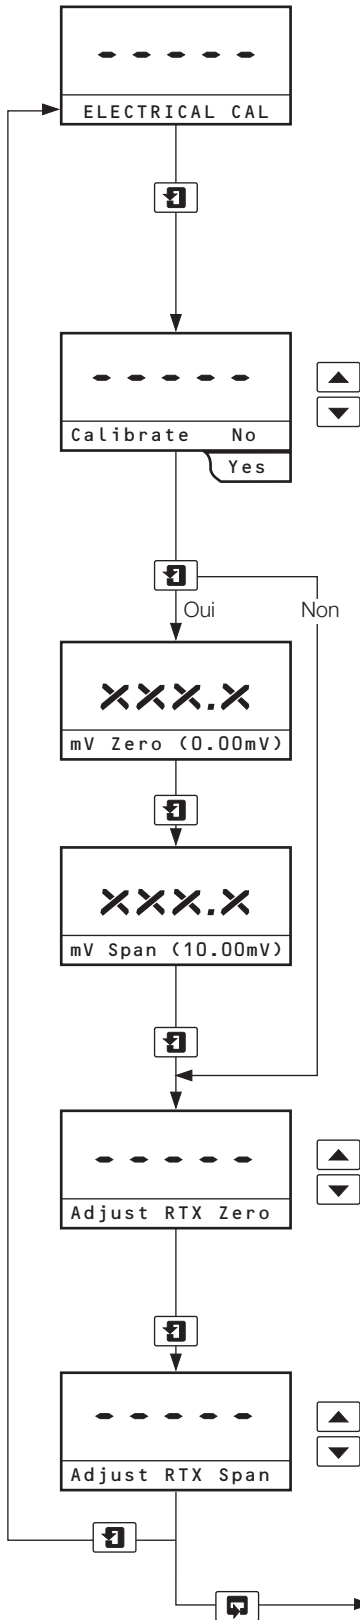 - - - - -
ELECTRICAL CAL
- - - - -
Calibrate No
Yes
Oui
Non
xxx.x
mV Zero (0.00mV)
xxx.x
mV Span (10.00mV)
- - - - -
Adjust RTX Zero
- - - - -
Adjust RTX Span